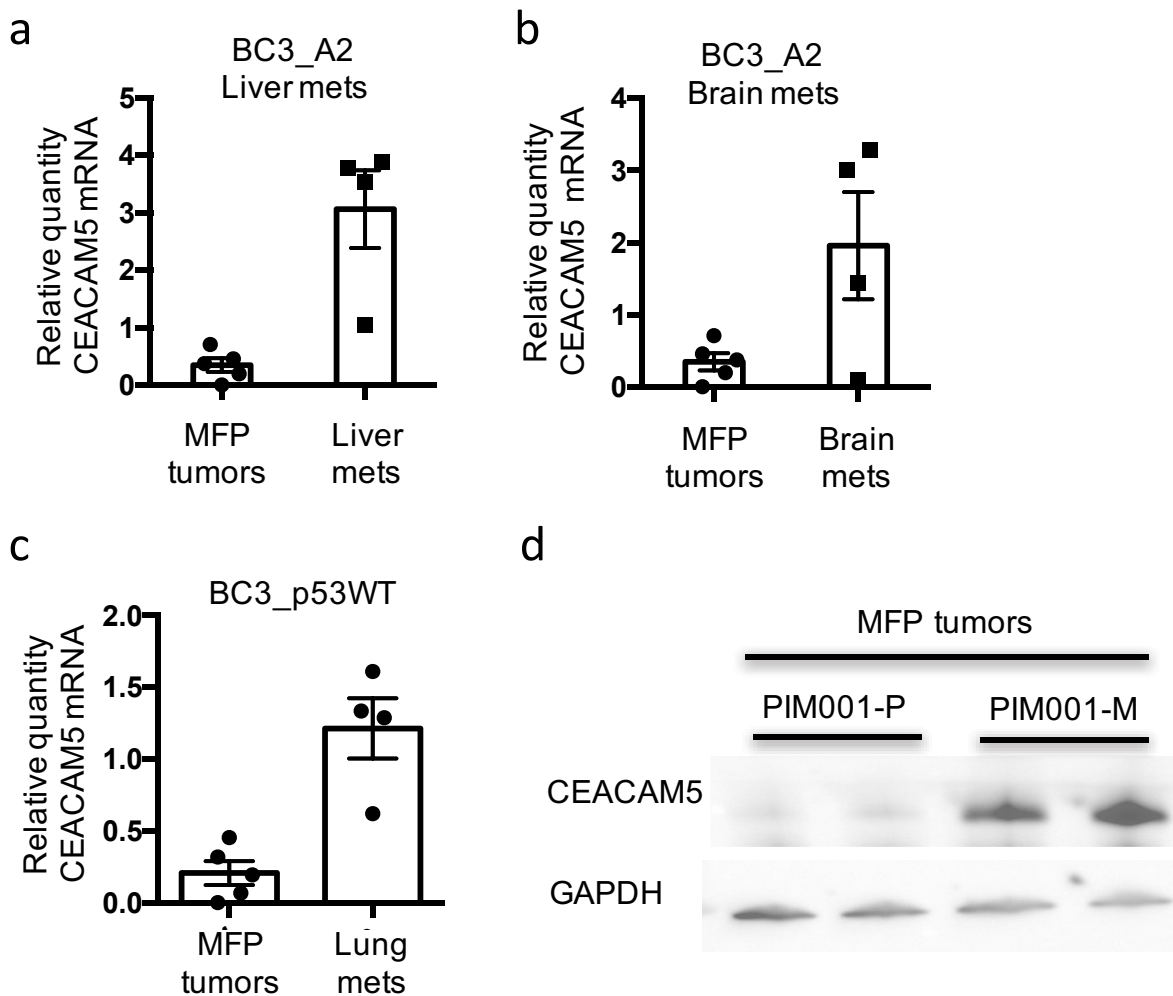 a
BC3_A2
Liver mets
Relative quantity
CEACAM5 mRNA
5
4
3
2
1
0
MFP
tumors
Liver
mets
b
BC3_A2
Brain mets
Relative quantity
CEACAM5 mRNA
4
3
2
1
0
MFP
tumors
Brain
mets
c
BC3_p53WT
Relative quantity
CEACAM5 mRNA
2.0
1.5
1.0
0.5
0.0
MFP
tumors
Lung
mets
d
MFP tumors
PIM001-P
PIM001-M
CEACAM5
GAPDH